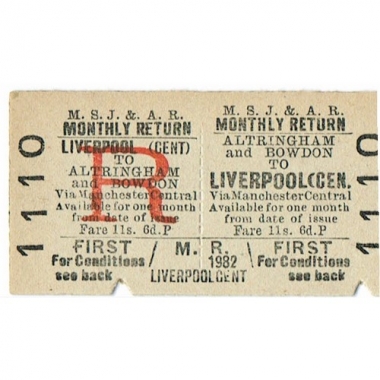 1110
M. S. J. & A. R.
MONTHLY RETURN
LIVERPOOL (CENT)
TO
ALTRINGHAM
and BOWDON
Via Manchester Central
Available for one month
from date of issue
Fare 11s. 6d. P
FIRST
For Conditions
see back
R
M. R.
1982
LIVERPOOL CENT
M. S. J. & A. R.
MONTHLY RETURN
ALTRINGHAM
and BOWDON
TO
LIVERPOOL(CEN.
Via Manchester Central
Available for one month
from date of issue
Fare 11s. 6d. P
FIRST
For Conditions
see back
1110